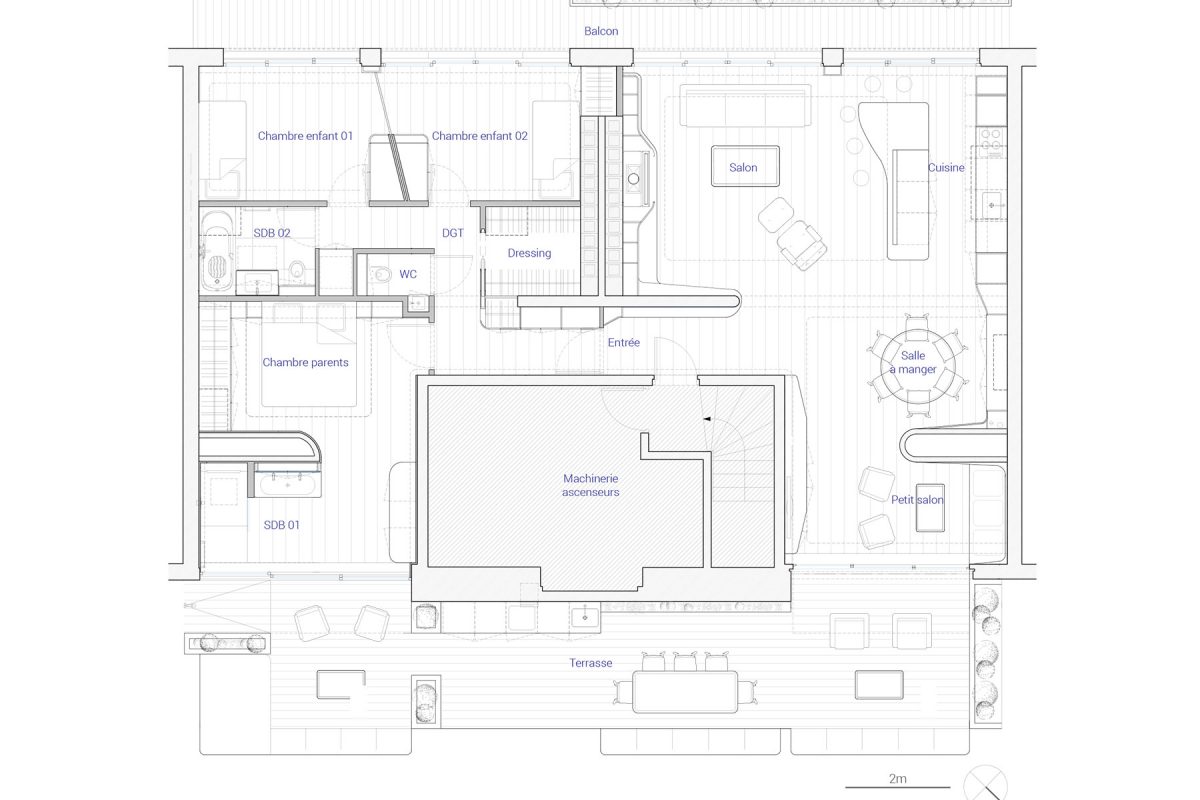 Balcon
Chambre enfant 01
Chambre enfant 02
Salon
Cuisine
SDB 02
DGT
Dressing
WC
Entrée
Chambre parents
Salle
à manger
Machinerie
ascenseurs
Petit salon
SDB 01
Terrasse
2m